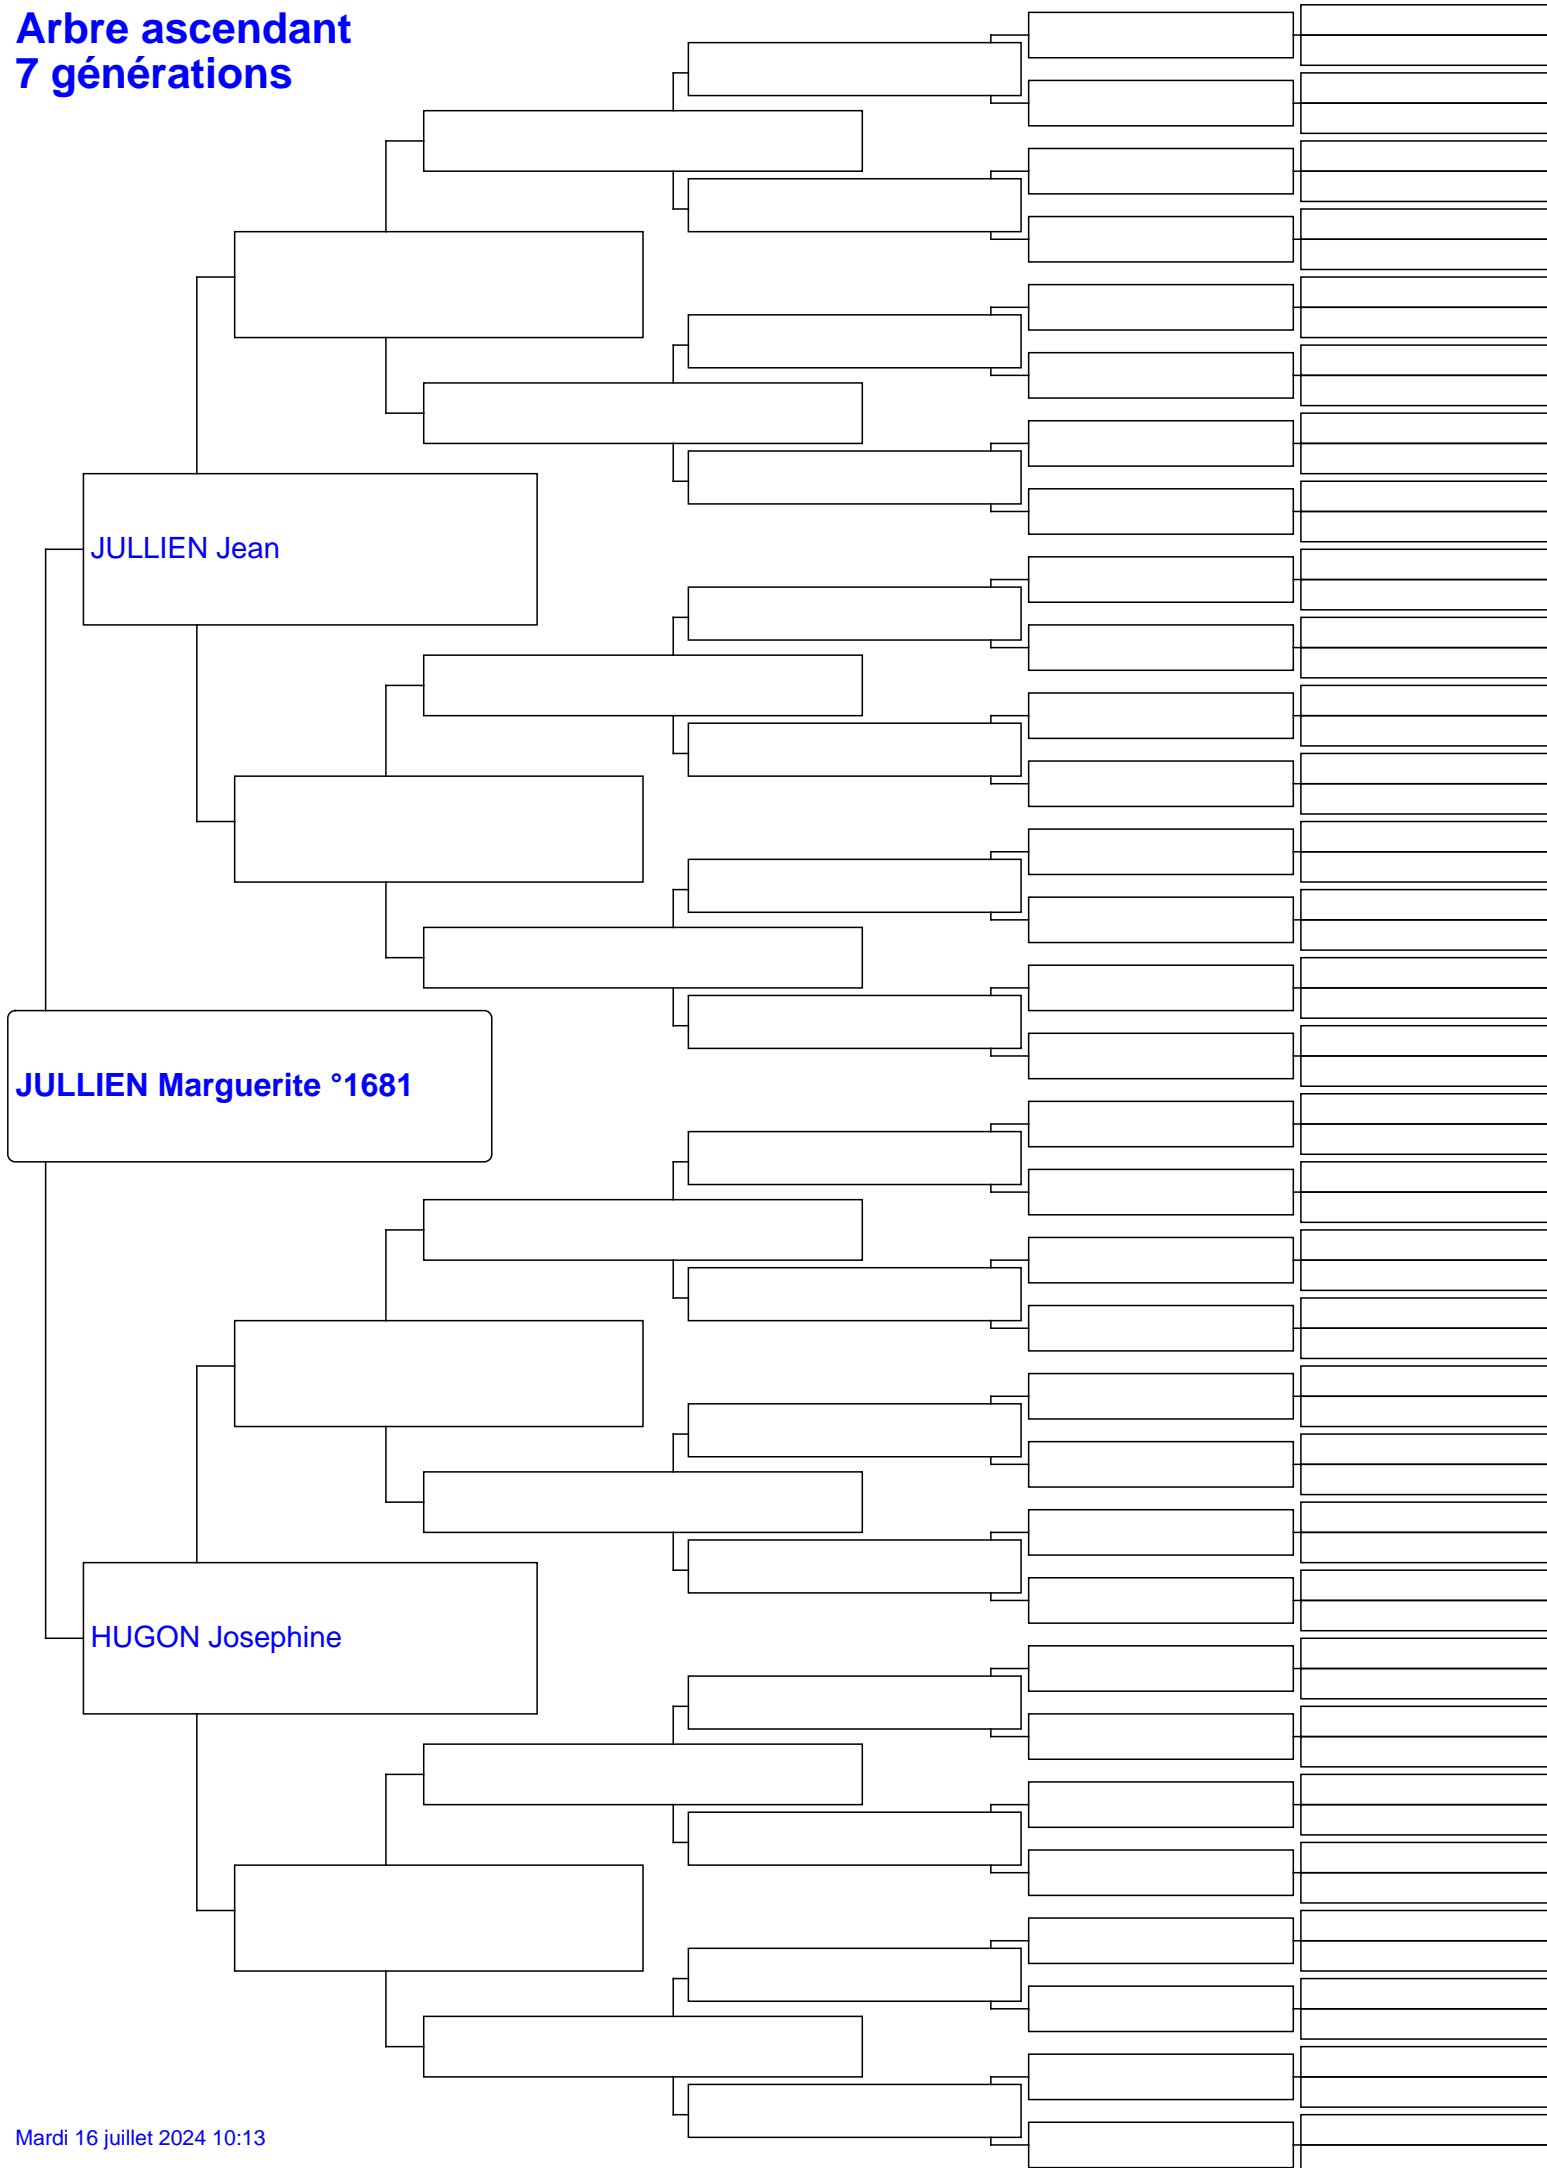 Arbre ascendant
7 générations
JULLIEN Jean
JULLIEN Marguerite °1681
HUGON Josephine
Mardi 16 juillet 2024 10:13